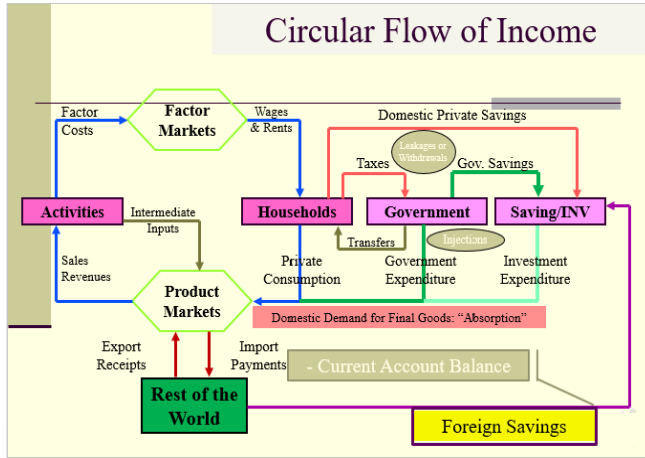 Circular Flow of Income
Factor
Costs
Factor
Markets
Wages
& Rents
Domestic Private Savings
Leakages or
Withdrawals
Taxes
Gov. Savings
Activities
Intermediate
Inputs
Households
Government
Saving/INV
Transfers
Injections
Sales
Revenues
Private
Consumption
Government
Expenditure
Investment
Expenditure
Product
Markets
Domestic Demand for Final Goods: “Absorption”
Export
Receipts
Import
Payments
- Current Account Balance
Rest of the
World
Foreign Savings